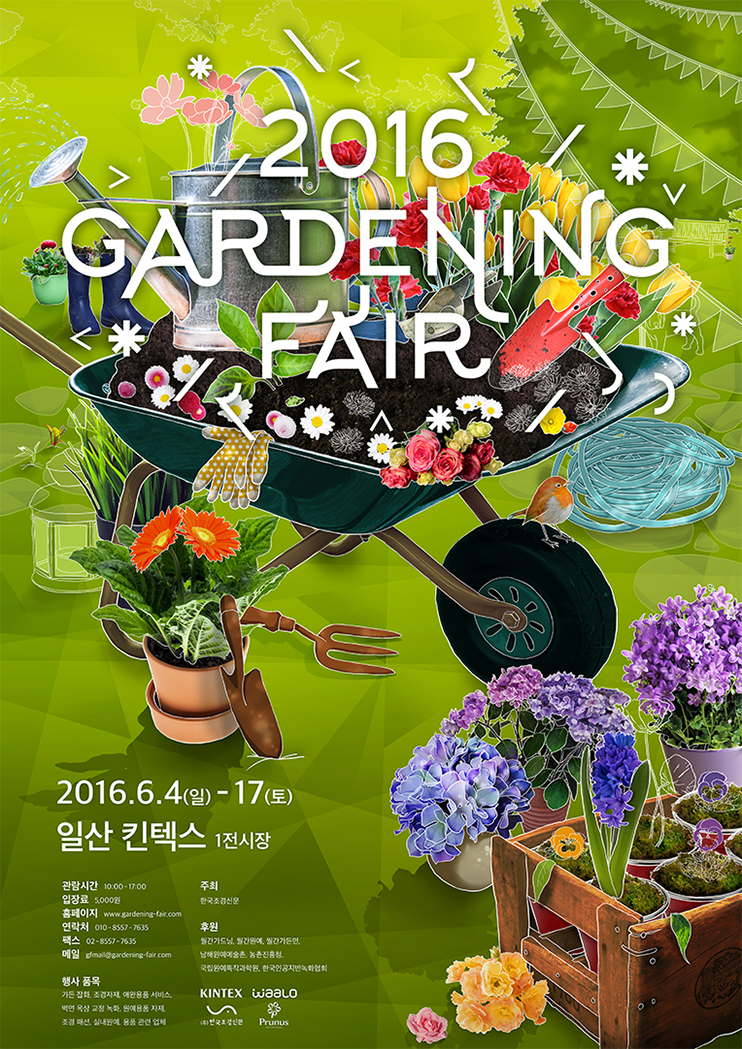 2016
GARDENING
FAIR
2016.6.4(일) - 17(토)
일산 킨텍스 1전시장
관람시간 10:00 - 17:00
입장료 5,000원
홈페이지 www.gardening-fair.com
연락처 010 - 8557 - 7635
팩스 02 - 8557 - 7635
메일 gfmail@gardening-fair.com
주최
한국조경신문
후원
월간가드닝, 월간원예, 월간가든인,
남해원예예술촌, 농촌진흥청,
국립원예특작과학원, 한국인공지반녹화협회
행사 품목
가든 잡화, 조경자재, 애완용품 서비스,
벽면 옥상 교정 녹화, 원예용품 자재,
조경 패션, 실내원예, 용품 관련 업체
KINTEX WAALO
(주)한국조경신문 Prunus